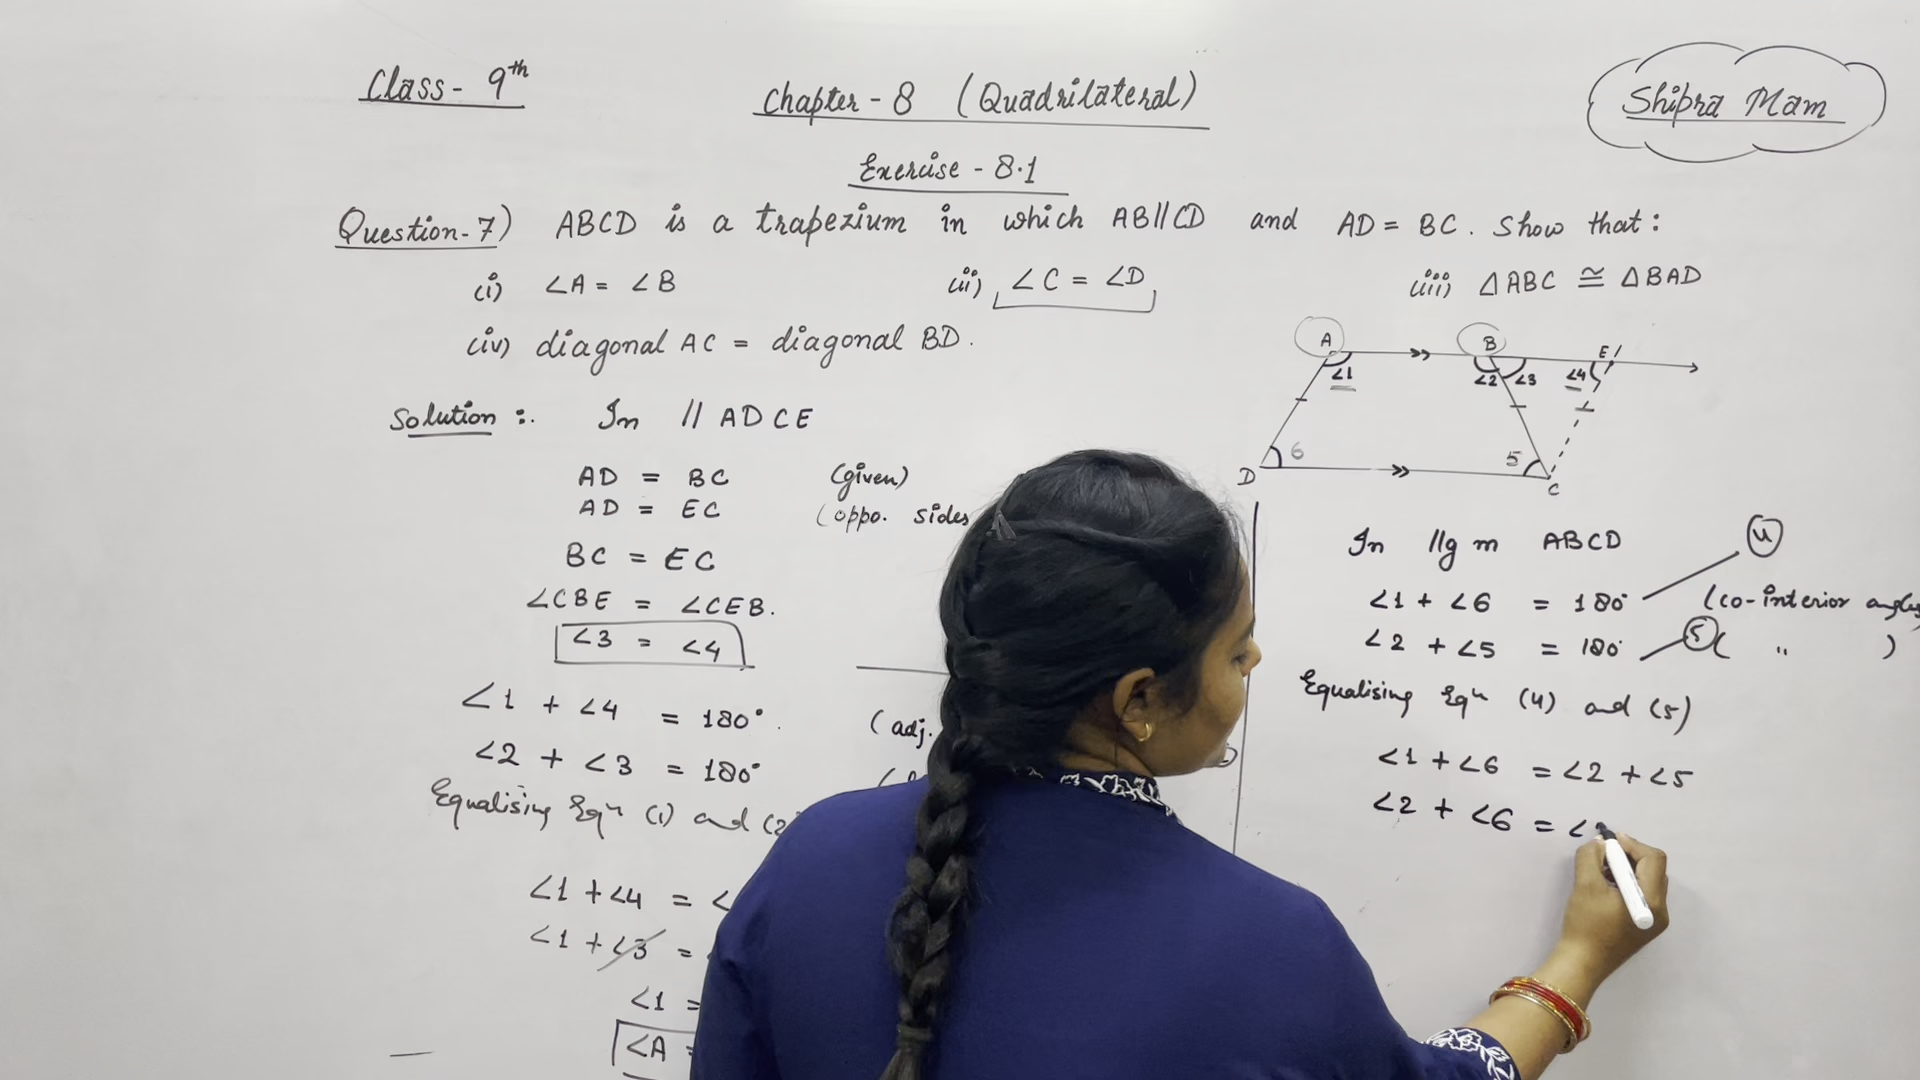 Class - 9th
Chapter - 8 (Quadrilateral)
Shipra Mam
Exercise - 8.1
Question - 7) ABCD is a trapezium in which AB//CD and AD = BC. Show that:
(i) ∠A = ∠B
(ii) ∠C = ∠D
(iii) △ABC ≅ △BAD
(iv) diagonal AC = diagonal BD.
A B E
∠1 ∠2 ∠3 ∠4
D 6 5 C
Solution :. In // ADCE
AD = BC (given)
AD = EC (oppo. sides
BC = EC
∠CBE = ∠CEB.
∠3 = ∠4
∠1 + ∠4 = 180°. (adj.
∠2 + ∠3 = 180° (
Equalising Eqn (1) and (2
∠1 + ∠4 = ∠
∠1 + ∠3 =
∠1 =
∠A =
In //gm ABCD
∠1 + ∠6 = 180° 4 (co-interior angles
∠2 + ∠5 = 180° 5 ( " )
Equalising Eqn (4) and (5)
∠1 + ∠6 = ∠2 + ∠5
∠2 + ∠6 = ∠